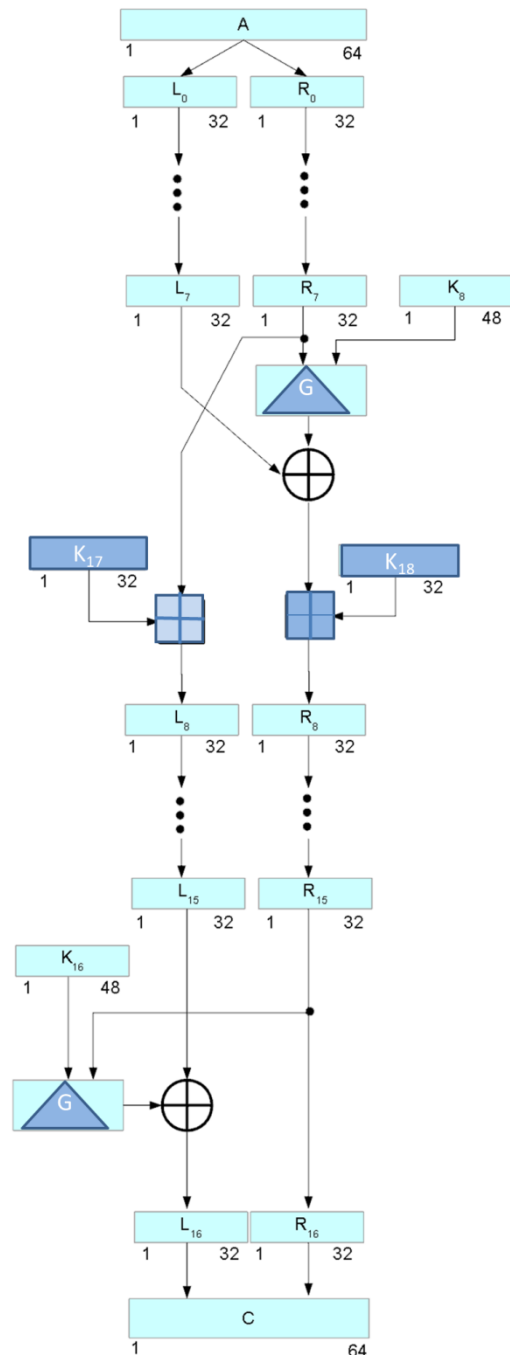 A
1 64
L₀ R₀
1 32 1 32
L₇ R₇ K₈
1 32 1 32 1 48
G
K₁₇ K₁₈
1 32 1 32
L₈ R₈
1 32 1 32
L₁₅ R₁₅
1 32 1 32
K₁₆
1 48
G
L₁₆ R₁₆
1 32 1 32
C
1 64